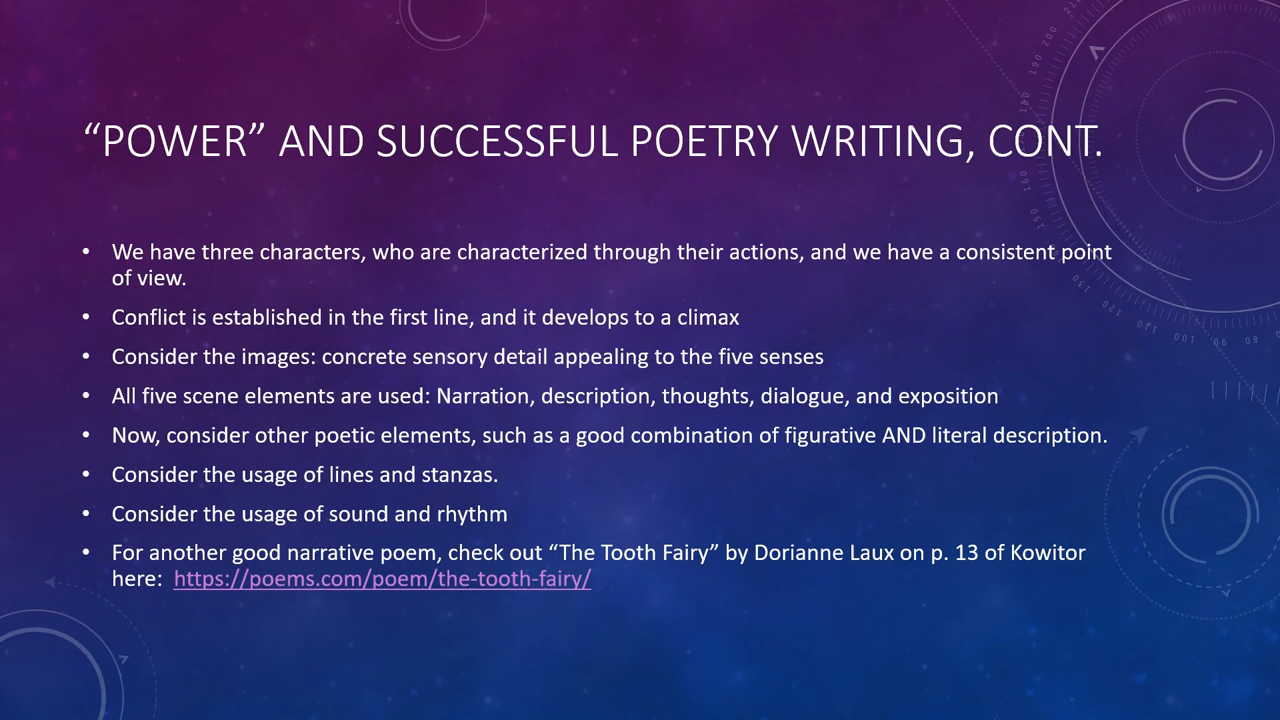 “POWER” AND SUCCESSFUL POETRY WRITING, CONT.
• We have three characters, who are characterized through their actions, and we have a consistent point
of view.
• Conflict is established in the first line, and it develops to a climax
• Consider the images: concrete sensory detail appealing to the five senses
• All five scene elements are used: Narration, description, thoughts, dialogue, and exposition
• Now, consider other poetic elements, such as a good combination of figurative AND literal description.
• Consider the usage of lines and stanzas.
• Consider the usage of sound and rhythm
• For another good narrative poem, check out “The Tooth Fairy” by Dorianne Laux on p. 13 of Kowitor
here: https://poems.com/poem/the-tooth-fairy/